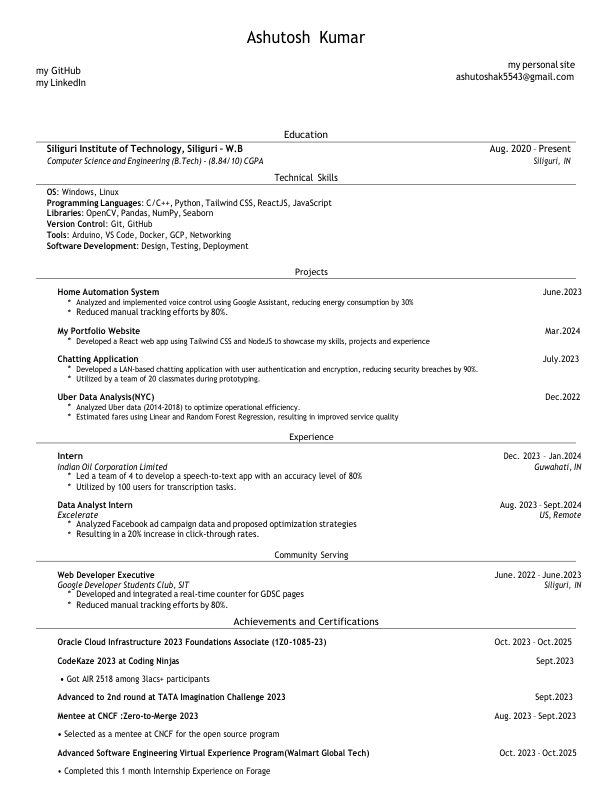 Ashutosh Kumar
my GitHub
my LinkedIn
my personal site
ashutoshak5543@gmail.com
Education
Siliguri Institute of Technology, Siliguri - W.B Aug. 2020 – Present
Computer Science and Engineering (B.Tech) - (8.84/10) CGPA Siliguri, IN
Technical Skills
OS: Windows, Linux
Programming Languages: C/C++, Python, Tailwind CSS, ReactJS, JavaScript
Libraries: OpenCV, Pandas, NumPy, Seaborn
Version Control: Git, GitHub
Tools: Arduino, VS Code, Docker, GCP, Networking
Software Development: Design, Testing, Deployment
Projects
Home Automation System June.2023
* Analyzed and implemented voice control using Google Assistant, reducing energy consumption by 30%
* Reduced manual tracking efforts by 80%.
My Portfolio Website Mar.2024
* Developed a React web app using Tailwind CSS and NodeJS to showcase my skills, projects and experience
Chatting Application July.2023
* Developed a LAN-based chatting application with user authentication and encryption, reducing security breaches by 90%.
* Utilized by a team of 20 classmates during prototyping.
Uber Data Analysis(NYC) Dec.2022
* Analyzed Uber data (2014-2018) to optimize operational efficiency.
* Estimated fares using Linear and Random Forest Regression, resulting in improved service quality
Experience
Intern Dec. 2023 – Jan.2024
Indian Oil Corporation Limited Guwahati, IN
* Led a team of 4 to develop a speech-to-text app with an accuracy level of 80%
* Utilized by 100 users for transcription tasks.
Data Analyst Intern Aug. 2023 – Sept.2024
Excelerate US, Remote
* Analyzed Facebook ad campaign data and proposed optimization strategies
* Resulting in a 20% increase in click-through rates.
Community Serving
Web Developer Executive June. 2022 – June.2023
Google Developer Students Club, SIT Siliguri, IN
* Developed and integrated a real-time counter for GDSC pages
* Reduced manual tracking efforts by 80%.
Achievements and Certifications
Oracle Cloud Infrastructure 2023 Foundations Associate (1Z0-1085-23) Oct. 2023 – Oct.2025
CodeKaze 2023 at Coding Ninjas Sept.2023
• Got AIR 2518 among 3lacs+ participants
Advanced to 2nd round at TATA Imagination Challenge 2023 Sept.2023
Mentee at CNCF :Zero-to-Merge 2023 Aug. 2023 – Sept.2023
• Selected as a mentee at CNCF for the open source program
Advanced Software Engineering Virtual Experience Program(Walmart Global Tech) Oct. 2023 – Oct.2025
• Completed this 1 month Internship Experience on Forage